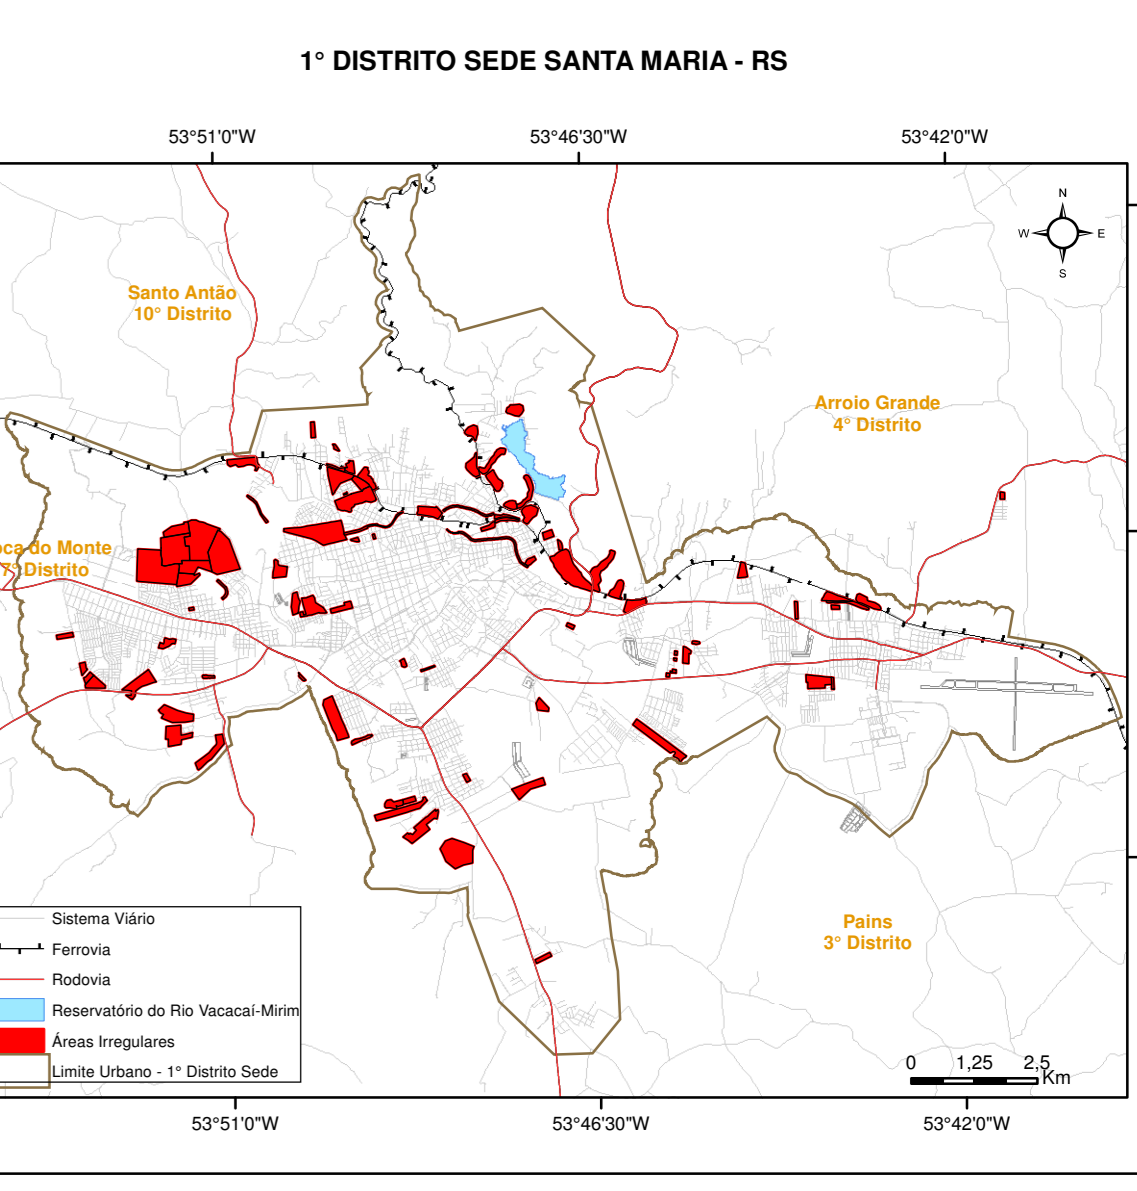 1° DISTRITO SEDE SANTA MARIA - RS
53°51'0"W
53°46'30"W
53°42'0"W
N
W
E
S
Santo Antão
10° Distrito
Arroio Grande
4° Distrito
do Monte
7° Distrito
Pains
3° Distrito
Sistema Viário
Ferrovia
Rodovia
Reservatório do Rio Vacacaí-Mirim
Áreas Irregulares
Limite Urbano - 1° Distrito Sede
0 1,25 2,5
Km
53°51'0"W
53°46'30"W
53°42'0"W